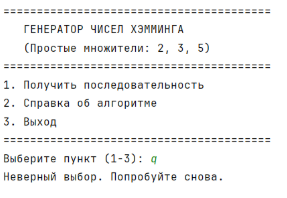 ========================================
ГЕНЕРАТОР ЧИСЕЛ ХЭММИНГА
(Простые множители: 2, 3, 5)
========================================
1. Получить последовательность
2. Справка об алгоритме
3. Выход
========================================
Выберите пункт (1-3): q
Неверный выбор. Попробуйте снова.